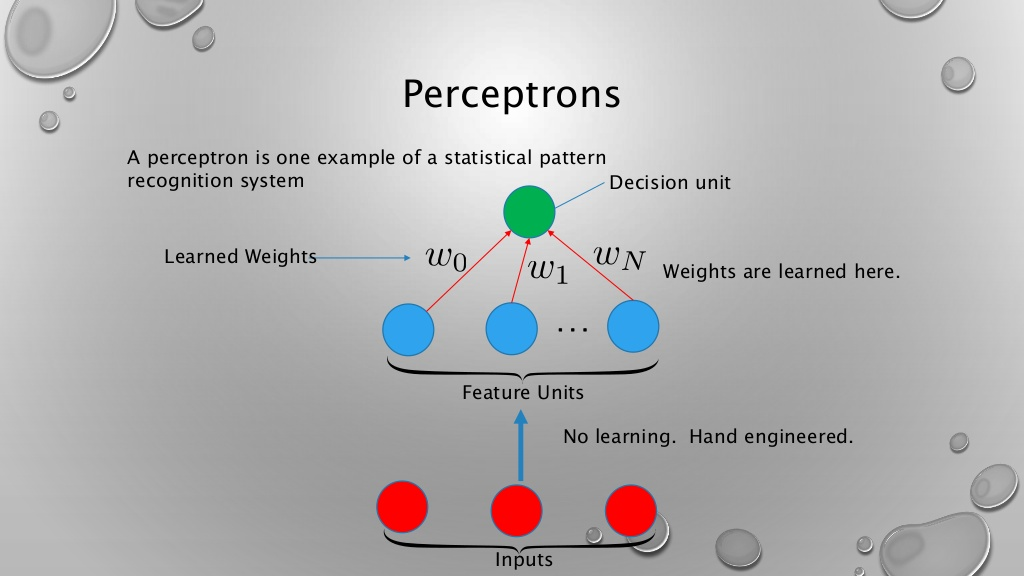 Perceptrons
A perceptron is one example of a statistical pattern
recognition system
Decision unit
Learned Weights
w0
w1
wN
Weights are learned here.
...
Feature Units
No learning.  Hand engineered.
Inputs